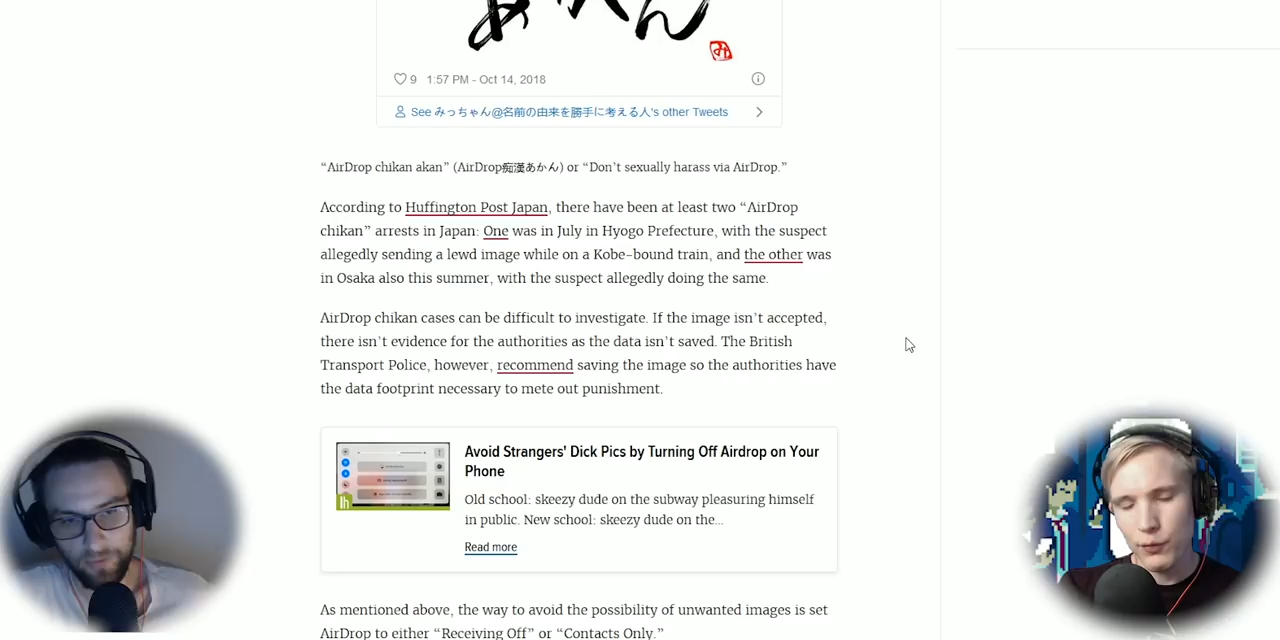 あかん
み
9 1:57 PM - Oct 14, 2018
See みっちゃん@名前の由来を勝手に考える人's other Tweets
“AirDrop chikan akan” (AirDrop痴漢あかん) or “Don’t sexually harass via AirDrop.”
According to Huffington Post Japan, there have been at least two “AirDrop
chikan” arrests in Japan: One was in July in Hyogo Prefecture, with the suspect
allegedly sending a lewd image while on a Kobe-bound train, and the other was
in Osaka also this summer, with the suspect allegedly doing the same.
AirDrop chikan cases can be difficult to investigate. If the image isn’t accepted,
there isn’t evidence for the authorities as the data isn’t saved. The British
Transport Police, however, recommend saving the image so the authorities have
the data footprint necessary to mete out punishment.
Avoid Strangers' Dick Pics by Turning Off Airdrop on Your
Phone
Old school: skeezy dude on the subway pleasuring himself
in public. New school: skeezy dude on the...
Read more
lh
As mentioned above, the way to avoid the possibility of unwanted images is set
AirDrop to either “Receiving Off” or “Contacts Only.”